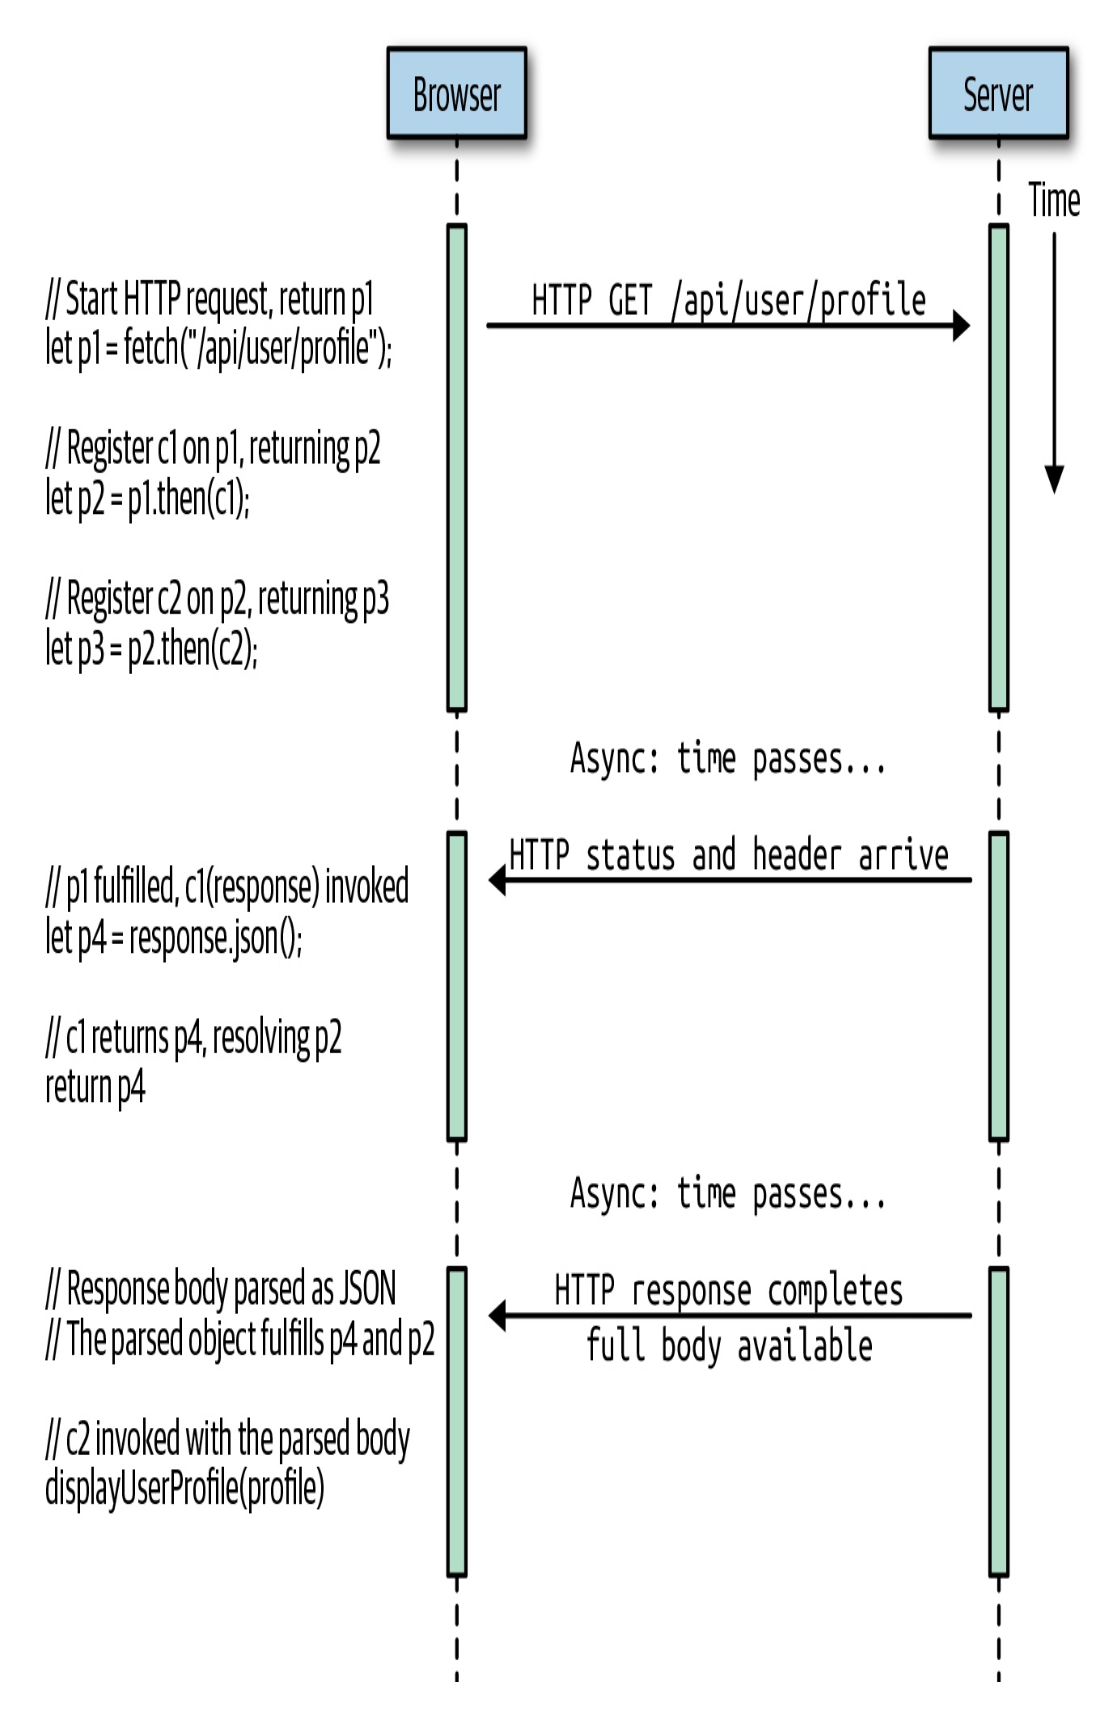 Browser
Server
Time
// Start HTTP request, return p1
let p1 = fetch("/api/user/profile");
HTTP GET /api/user/profile
// Register c1 on p1, returning p2
let p2 = p1.then(c1);
// Register c2 on p2, returning p3
let p3 = p2.then(c2);
Async: time passes...
HTTP status and header arrive
// p1 fulfilled, c1(response) invoked
let p4 = response.json();
// c1 returns p4, resolving p2
return p4
Async: time passes...
// Response body parsed as JSON
// The parsed object fulfills p4 and p2
HTTP response completes
full body available
// c2 invoked with the parsed body
displayUserProfile(profile)